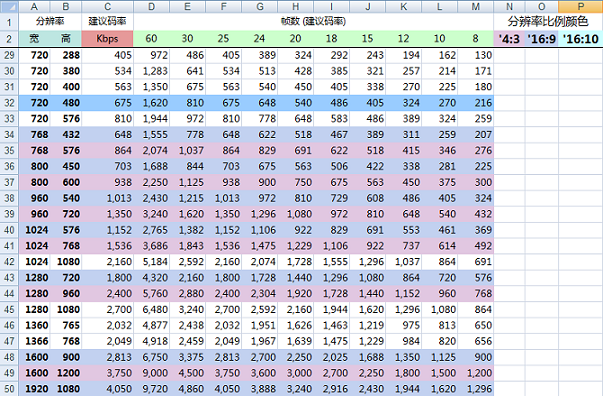 A B C D E F G H I J K L M N O P
1 分辨率 建议码率 帧数 (建议码率) 分辨率比例颜色
2 宽 高 Kbps 60 30 25 24 20 18 15 12 10 8 '4:3 '16:9 '16:10
29 720 288 405 972 486 405 389 324 292 243 194 162 130
30 720 380 534 1,283 641 534 513 428 385 321 257 214 171
31 720 400 563 1,350 675 563 540 450 405 338 270 225 180
32 720 480 675 1,620 810 675 648 540 486 405 324 270 216
33 720 576 810 1,944 972 810 778 648 583 486 389 324 259
34 768 432 648 1,555 778 648 622 518 467 389 311 259 207
35 768 576 864 2,074 1,037 864 829 691 622 518 415 346 276
36 800 450 703 1,688 844 703 675 563 506 422 338 281 225
37 800 600 938 2,250 1,125 938 900 750 675 563 450 375 300
38 960 540 1,013 2,430 1,215 1,013 972 810 729 608 486 405 324
39 960 720 1,350 3,240 1,620 1,350 1,296 1,080 972 810 648 540 432
40 1024 576 1,152 2,765 1,382 1,152 1,106 922 829 691 553 461 369
41 1024 768 1,536 3,686 1,843 1,536 1,475 1,229 1,106 922 737 614 492
42 1024 1080 2,160 5,184 2,592 2,160 2,074 1,728 1,555 1,296 1,037 864 691
43 1280 720 1,800 4,320 2,160 1,800 1,728 1,440 1,296 1,080 864 720 576
44 1280 960 2,400 5,760 2,880 2,400 2,304 1,920 1,728 1,440 1,152 960 768
45 1280 1080 2,700 6,480 3,240 2,700 2,592 2,160 1,944 1,620 1,296 1,080 864
46 1360 765 2,032 4,877 2,438 2,032 1,951 1,626 1,463 1,219 975 813 650
47 1366 768 2,049 4,918 2,459 2,049 1,967 1,639 1,475 1,229 984 820 656
48 1600 900 2,813 6,750 3,375 2,813 2,700 2,250 2,025 1,688 1,350 1,125 900
49 1600 1200 3,750 9,000 4,500 3,750 3,600 3,000 2,700 2,250 1,800 1,500 1,200
50 1920 1080 4,050 9,720 4,860 4,050 3,888 3,240 2,916 2,430 1,944 1,620 1,296